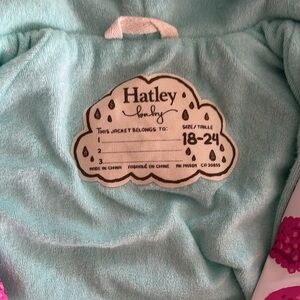 Hatley
baby
THIS JACKET BELONGS TO: SIZE/TAILLE
1 18-24
2
3
MADE IN CHINA FABRIQUÉ EN CHINE